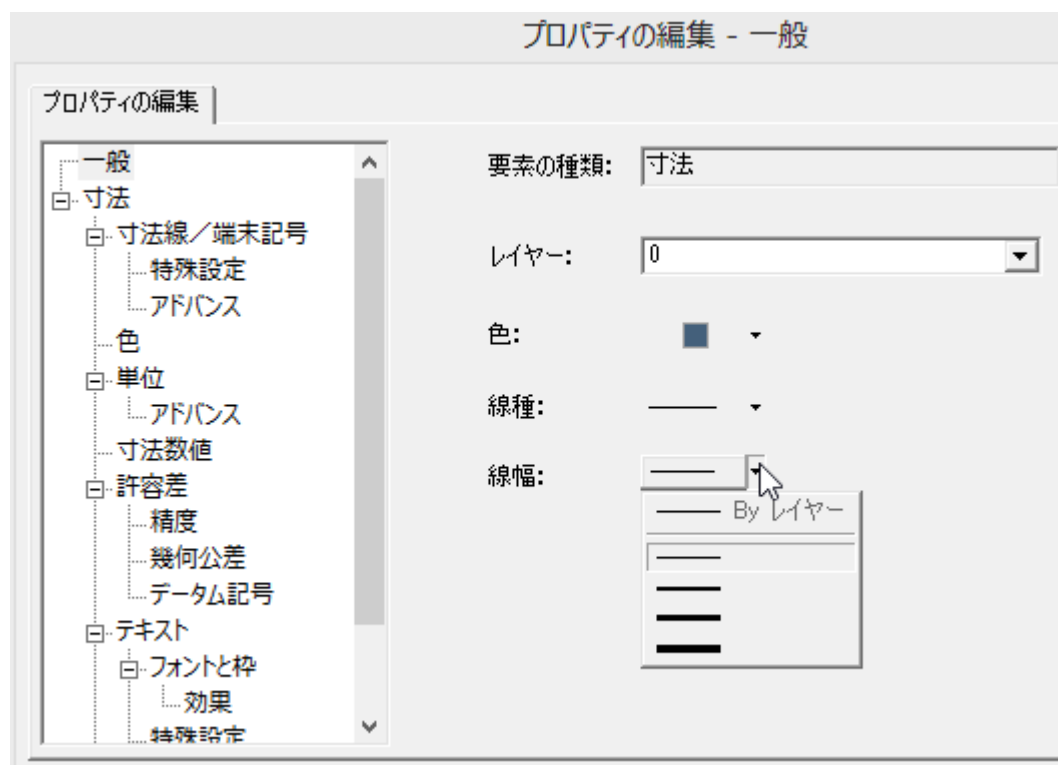 プロパティの編集 - 一般
プロパティの編集
一般
寸法
寸法線／端末記号
特殊設定
アドバンス
色
単位
アドバンス
寸法数値
許容差
精度
幾何公差
データム記号
テキスト
フォントと枠
効果
特殊設定
要素の種類: 寸法
レイヤー: 0
色:
線種:
線幅:
By レイヤー